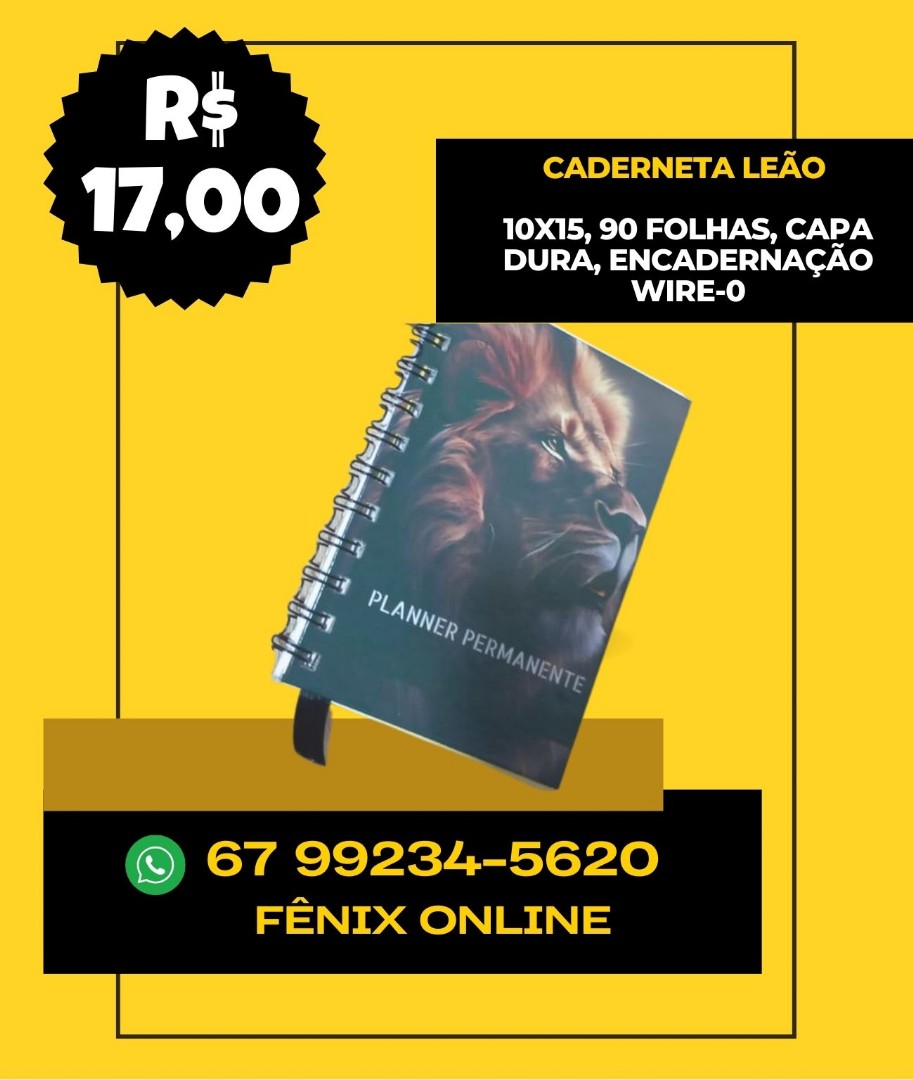 R$
17,00
CADERNETA LEÃO
10X15, 90 FOLHAS, CAPA
DURA, ENCADERNAÇÃO
WIRE-0
PLANNER PERMANENTE
67 99234-5620
FÊNIX ONLINE